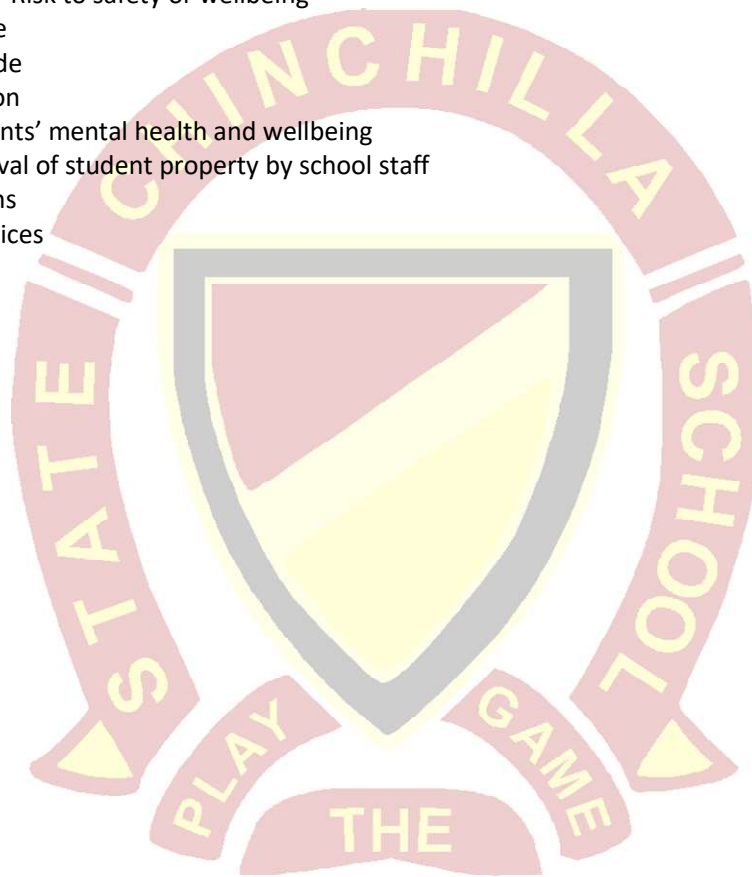 Risk to safety or wellbeing
e
de
on
nts' mental health and wellbeing
val of student property by school staff
ns
ices
CHINCHILLA
STATE
SCHOOL
PLAY
THE
GAME